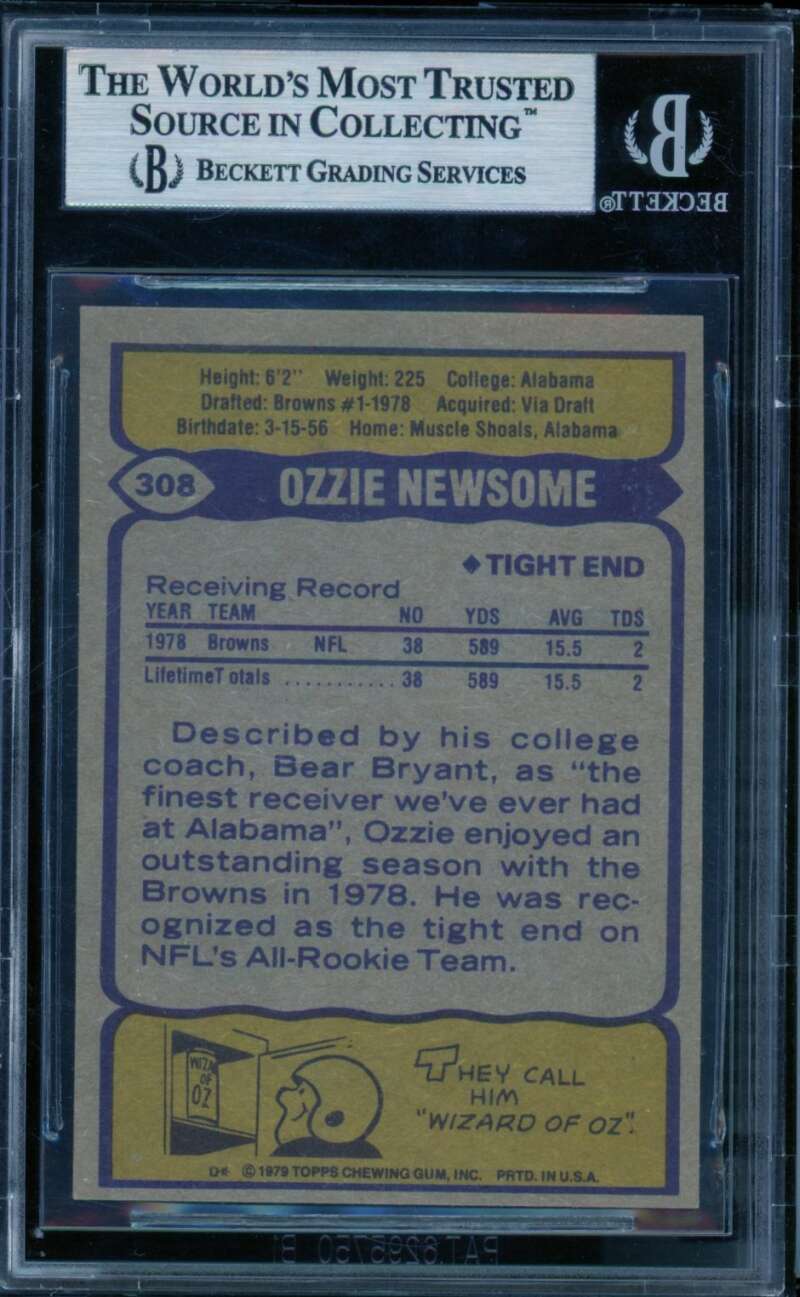 THE WORLD'S MOST TRUSTED
SOURCE IN COLLECTING™
B BECKETT GRADING SERVICES
B
BECKETT®
Height: 6'2" Weight: 225 College: Alabama
Drafted: Browns #1-1978 Acquired: Via Draft
Birthdate: 3-15-56 Home: Muscle Shoals, Alabama
308 OZZIE NEWSOME
◆TIGHT END
Receiving Record
YEAR TEAM NO YDS AVG TDS
1978 Browns NFL 38 589 15.5 2
LifetimeT otals ........... 38 589 15.5 2
Described by his college
coach, Bear Bryant, as "the
finest receiver we've ever had
at Alabama", Ozzie enjoyed an
outstanding season with the
Browns in 1978. He was rec-
ognized as the tight end on
NFL's All-Rookie Team.
WIZA
OF
OZ
THEY CALL
HIM
"WIZARD OF OZ".
D* ©1979 TOPPS CHEWING GUM, INC. PRTD. IN U.S.A.
PAT.6295750 B1